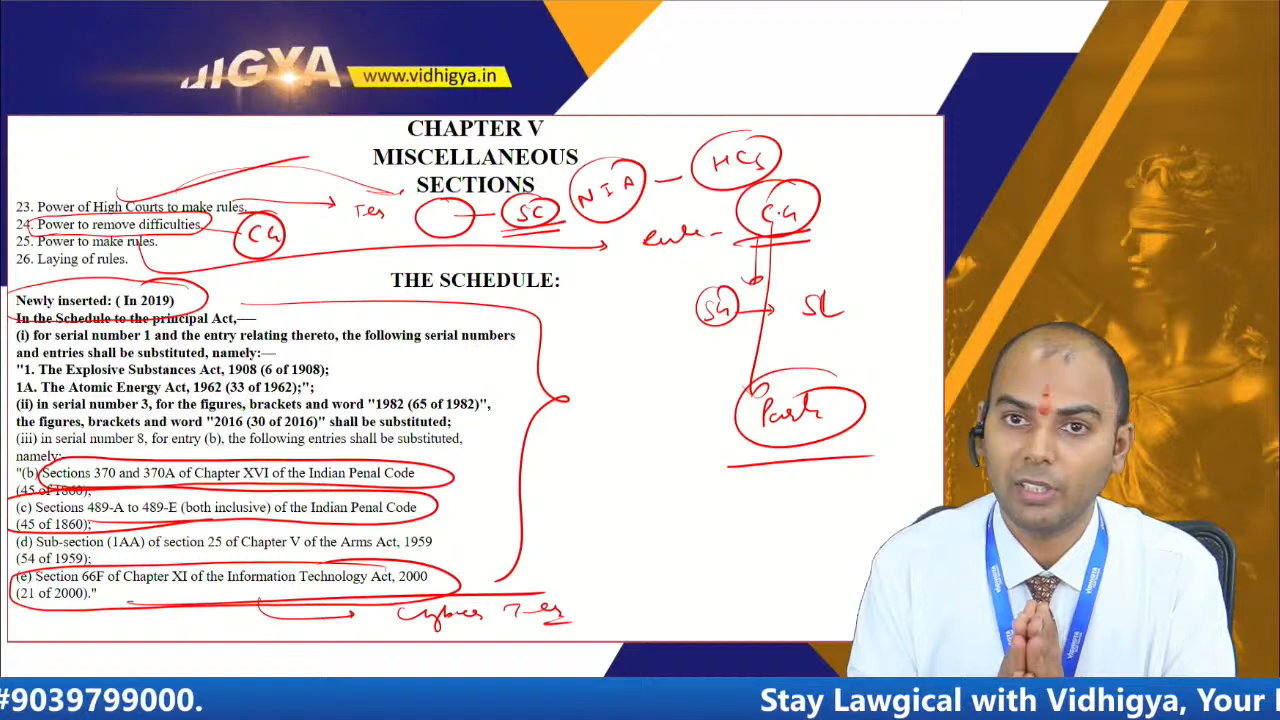 JIGYA
www.vidhigya.in
CHAPTER V
MISCELLANEOUS
SECTIONS
23. Power of High Courts to make rules.
24. Power to remove difficulties.
25. Power to make rules.
26. Laying of rules.
SC
NIA
HCs
CG
C.G
SG
THE SCHEDULE:
Newly inserted: ( In 2019)
In the Schedule to the principal Act,—
(i) for serial number 1 and the entry relating thereto, the following serial numbers
and entries shall be substituted, namely:—
"1. The Explosive Substances Act, 1908 (6 of 1908);
1A. The Atomic Energy Act, 1962 (33 of 1962);";
(ii) in serial number 3, for the figures, brackets and word "1982 (65 of 1982)",
the figures, brackets and word "2016 (30 of 2016)" shall be substituted;
(iii) in serial number 8, for entry (b), the following entries shall be substituted,
namely:
"(b) Sections 370 and 370A of Chapter XVI of the Indian Penal Code
(45 of 1860);
(c) Sections 489-A to 489-E (both inclusive) of the Indian Penal Code
(45 of 1860);
(d) Sub-section (1AA) of section 25 of Chapter V of the Arms Act, 1959
(54 of 1959);
(e) Section 66F of Chapter XI of the Information Technology Act, 2000
(21 of 2000)."
#9039799000.
Stay Lawgical with Vidhigya, Your